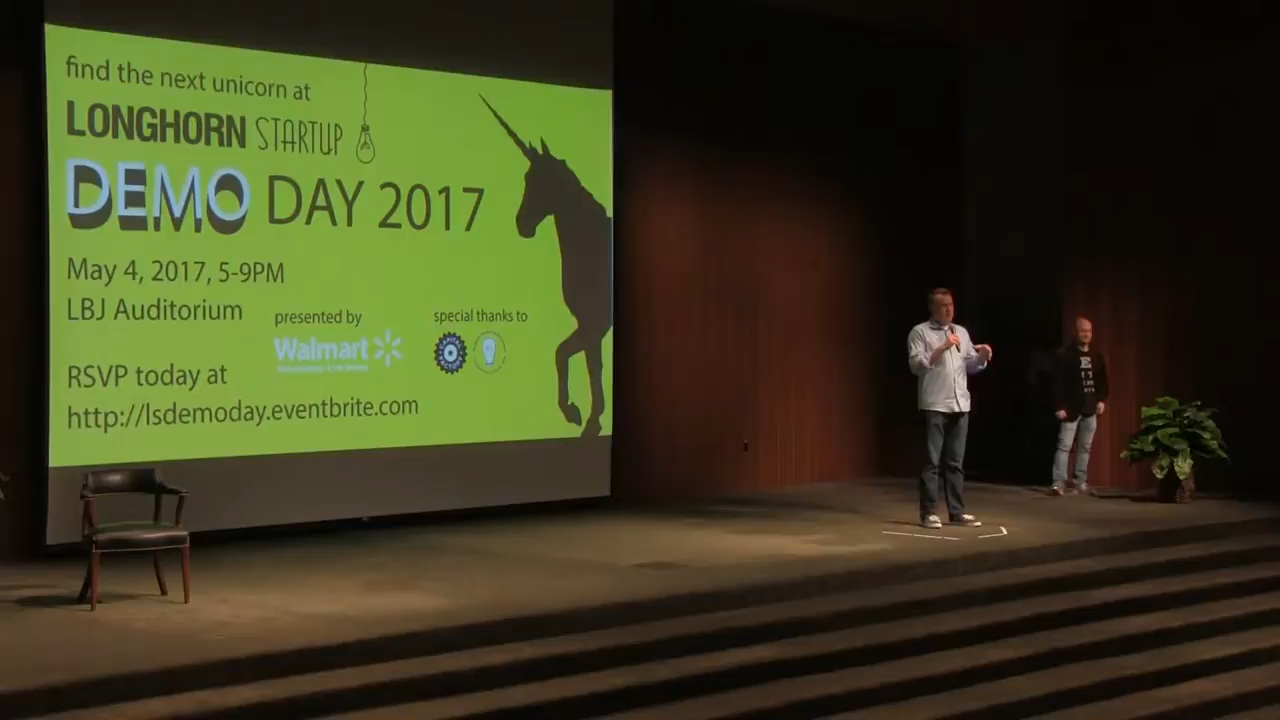 find the next unicorn at
LONGHORN STARTUP
DEMO DAY 2017
May 4, 2017, 5-9PM
LBJ Auditorium
presented by
Walmart
special thanks to
RSVP today at
http://lsdemoday.eventbrite.com